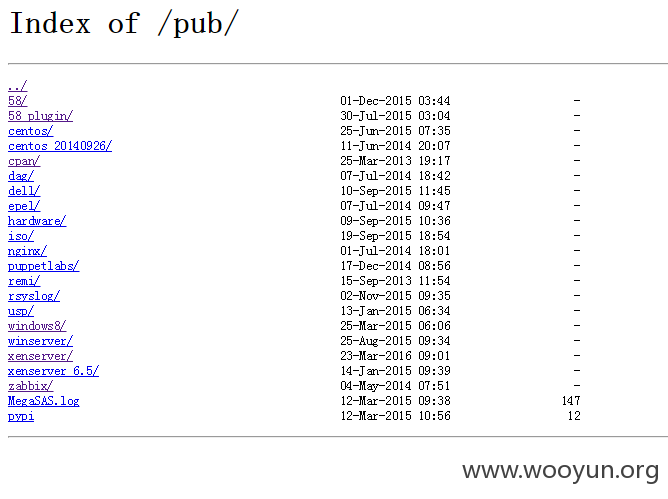 Index of /pub/
../
58/ 01-Dec-2015 03:44 -
58_plugin/ 30-Jul-2015 03:04 -
centos/ 25-Jun-2015 07:35 -
centos_20140926/ 11-Jun-2014 20:07 -
cpan/ 25-Mar-2013 19:17 -
dag/ 07-Jul-2014 18:42 -
dell/ 10-Sep-2015 11:45 -
epel/ 07-Jul-2014 09:47 -
hardware/ 09-Sep-2015 10:36 -
iso/ 19-Sep-2015 18:54 -
nginx/ 01-Jul-2014 18:01 -
puppetlabs/ 17-Dec-2014 08:56 -
remi/ 15-Sep-2013 11:54 -
rsyslog/ 02-Nov-2015 09:35 -
usp/ 13-Jan-2015 06:34 -
windows8/ 25-Mar-2015 06:06 -
winserver/ 25-Aug-2015 09:34 -
xenserver/ 23-Mar-2016 09:01 -
xenserver_6.5/ 14-Jan-2015 09:39 -
zabbix/ 04-May-2014 07:51 -
MegaSAS.log 12-Mar-2015 09:38 147
pypi 12-Mar-2015 10:56 12
www.wooyun.org